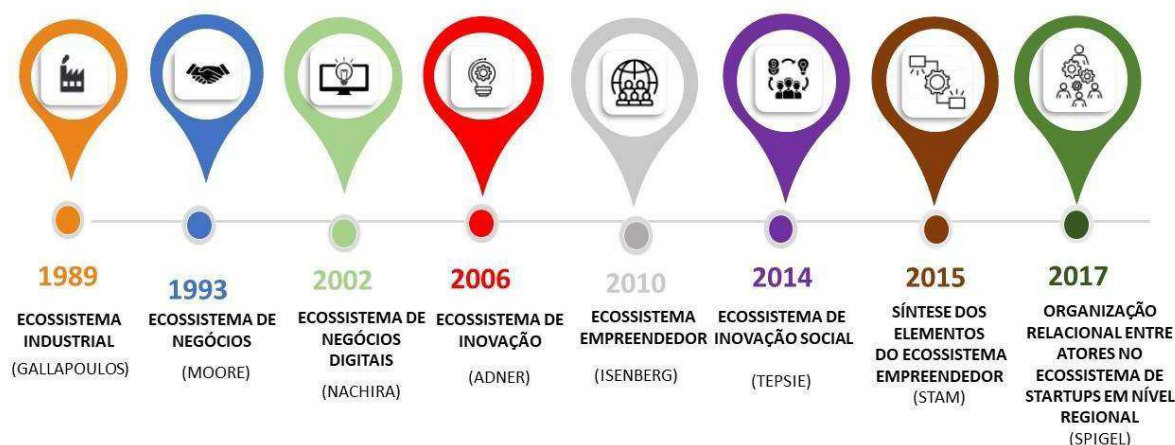 1989
ECOSSISTEMA
INDUSTRIAL
(GALLAPOULOS)
1993
ECOSSISTEMA DE
NEGÓCIOS
(MOORE)
2002
ECOSSISTEMA DE
NEGÓCIOS
DIGITAIS
(NACHIRA)
2006
ECOSSISTEMA DE
INOVAÇÃO
(ADNER)
2010
ECOSSISTEMA
EMPREENDEDOR
(ISENBERG)
2014
ECOSSISTEMA DE
INOVAÇÃO SOCIAL
(TEPSIE)
2015
SÍNTESE DOS
ELEMENTOS
DO ECOSSISTEMA
EMPREENDEDOR
(STAM)
2017
ORGANIZAÇÃO
RELACIONAL ENTRE
ATORES NO
ECOSSISTEMA DE
STARTUPS EM NÍVEL
REGIONAL
(SPIGEL)